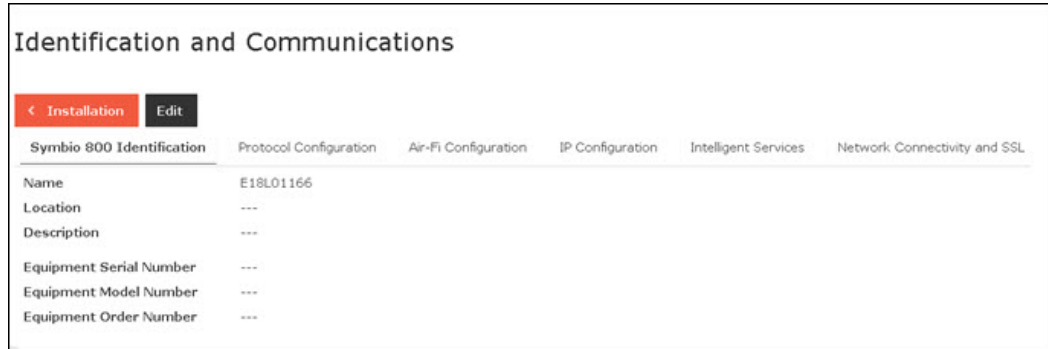 Identification and Communications
< Installation Edit
Symbio 800 Identification Protocol Configuration Air-Fi Configuration IP Configuration Intelligent Services Network Connectivity and SSL
Name E18L01166
Location ---
Description ---
Equipment Serial Number ---
Equipment Model Number ---
Equipment Order Number ---